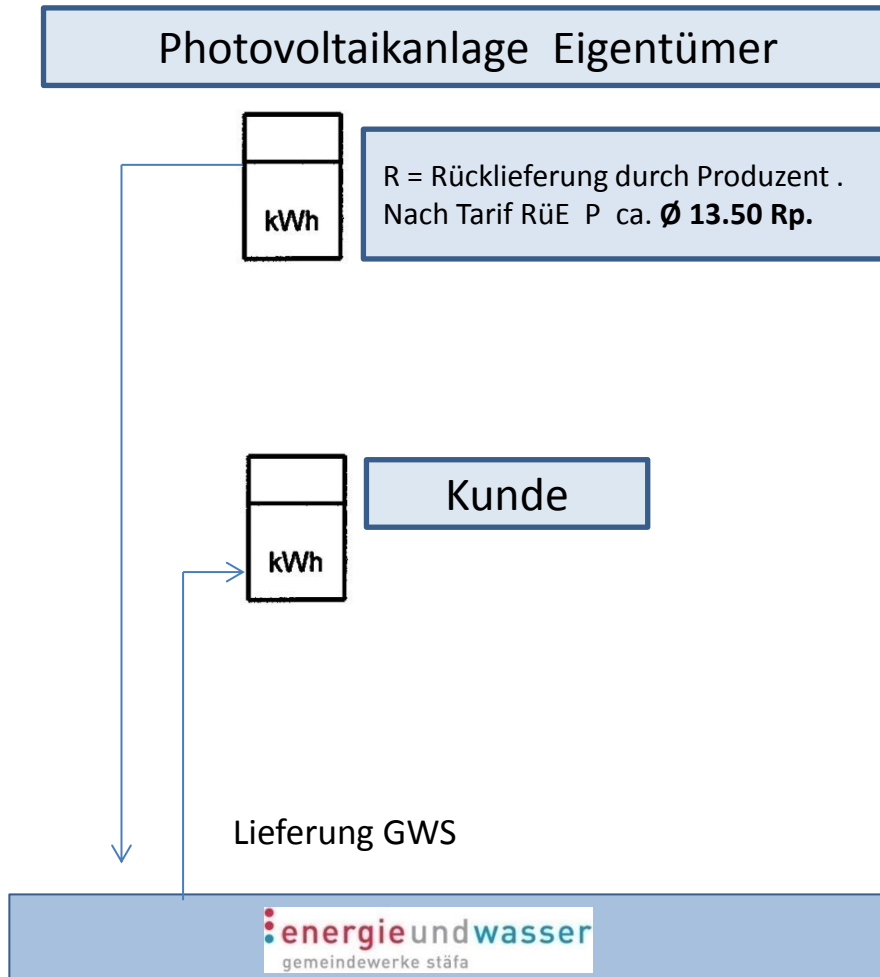 Photovoltaikanlage Eigentümer
kWh
R = Rücklieferung durch Produzent .
Nach Tarif RüE P ca. Ø 13.50 Rp.
kWh
Kunde
Lieferung GWS
energieundwasser
gemeindewerke stäfa